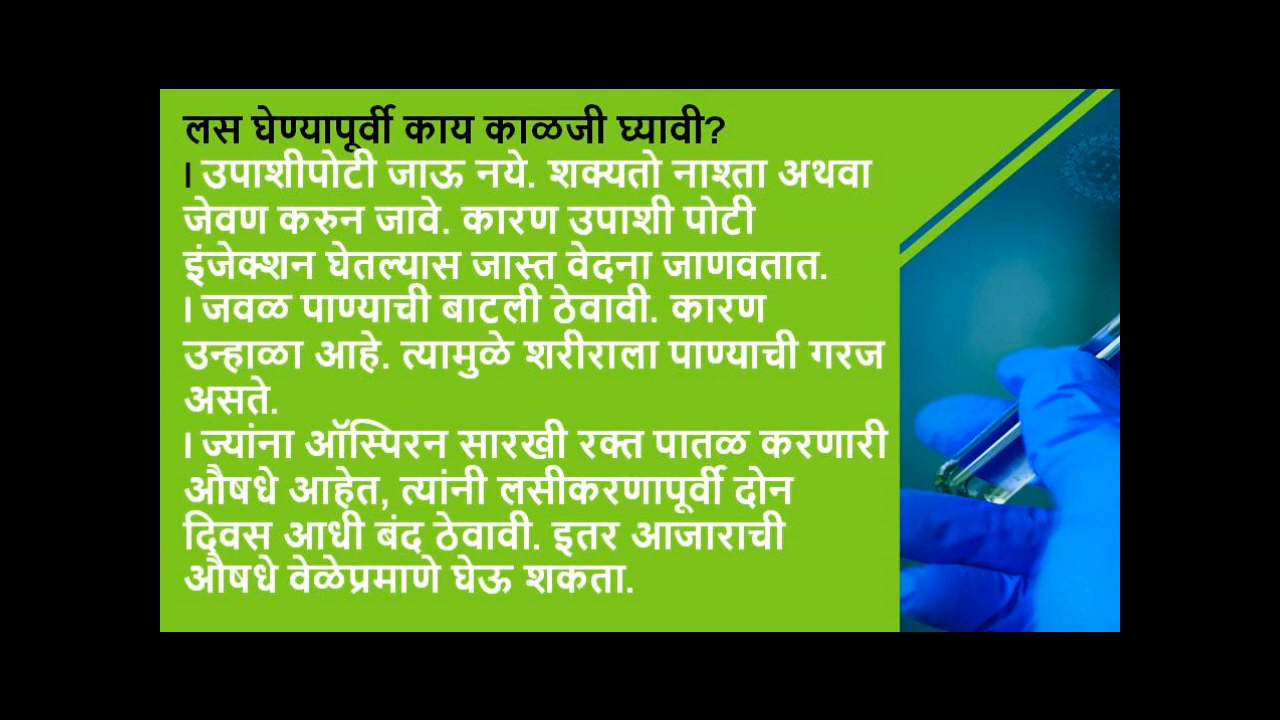 लस घेण्यापूर्वी काय काळजी घ्यावी?
l उपाशीपोटी जाऊ नये. शक्यतो नाश्ता अथवा
जेवण करुन जावे. कारण उपाशी पोटी
इंजेक्शन घेतल्यास जास्त वेदना जाणवतात.
l जवळ पाण्याची बाटली ठेवावी. कारण
उन्हाळा आहे. त्यामुळे शरीराला पाण्याची गरज
असते.
l ज्यांना ऑस्पिरन सारखी रक्त पातळ करणारी
औषधे आहेत, त्यांनी लसीकरणापूर्वी दोन
दिवस आधी बंद ठेवावी. इतर आजाराची
औषधे वेळेप्रमाणे घेऊ शकता.